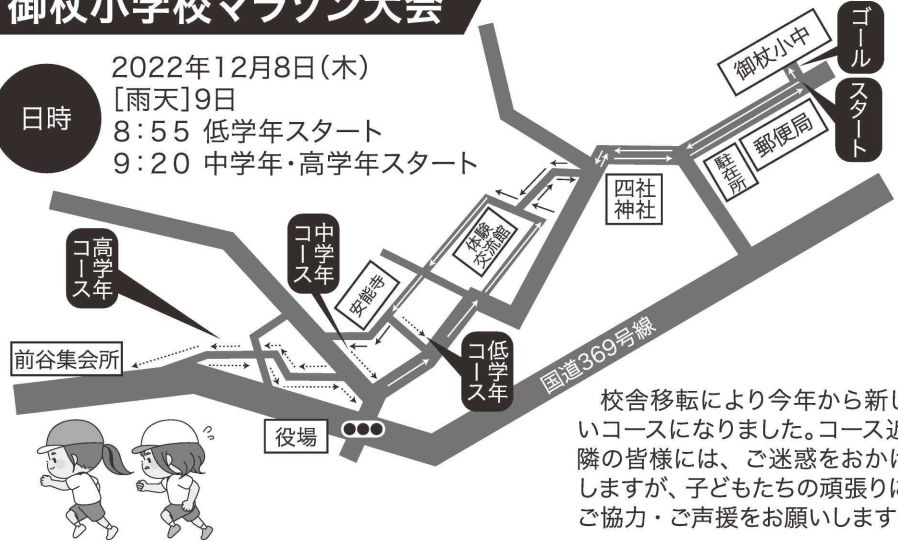 御杖小学校マラソン大会
日時
2022年12月8日(木)
[雨天]9日
8:55 低学年スタート
9:20 中学年・高学年スタート
ゴール
御杖小中
スタート
郵便局
駐在所
四社
神社
体験
交流館
中学年
コース
高学年
コース
安能寺
低学年
コース
前谷集会所
国道369号線
役場
校舎移転により今年から新し
いコースになりました。コース近
隣の皆様には、ご迷惑をおかけ
しますが、子どもたちの頑張りに
ご協力・ご声援をお願いします